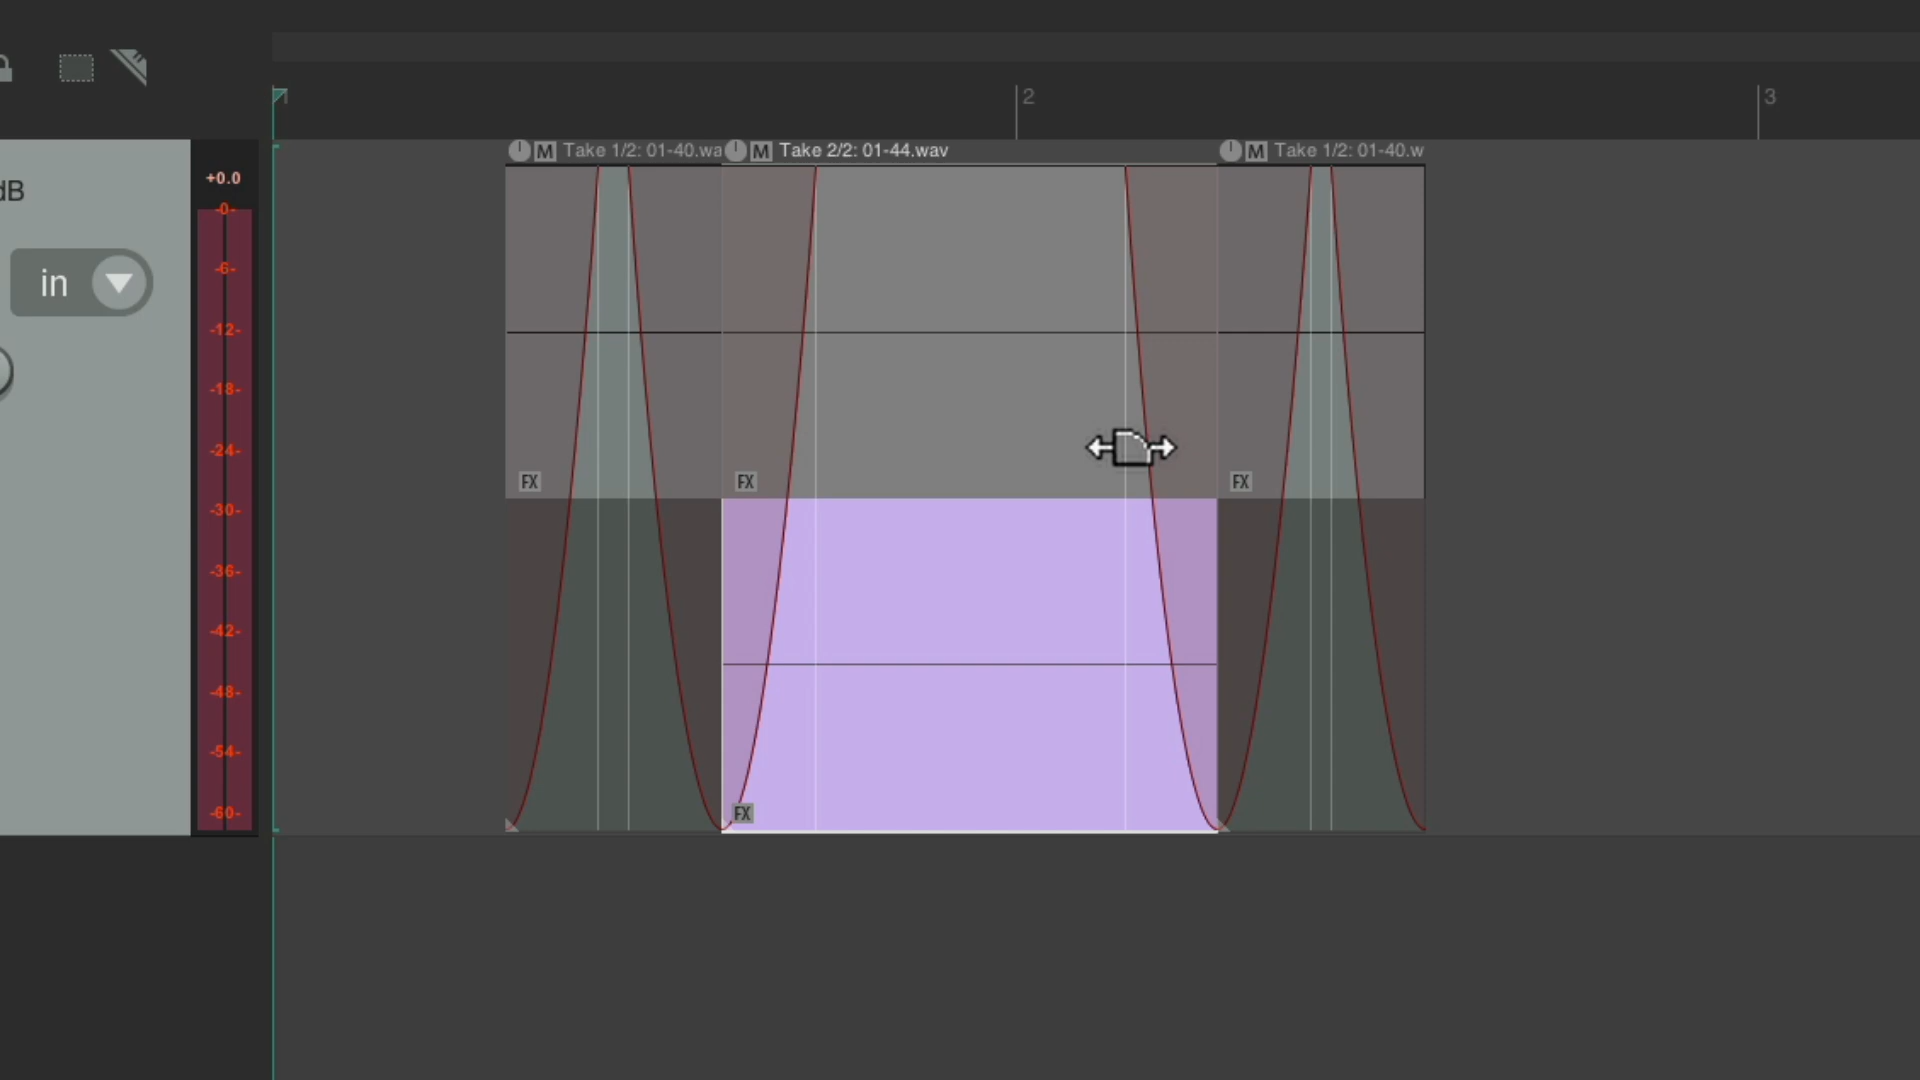 1
2
3
M Take 1/2: 01-40.wa
M Take 2/2: 01-44.wav
M Take 1/2: 01-40.w
dB
in
+0.0
-0-
-6-
-12-
-18-
-24-
-30-
-36-
-42-
-48-
-54-
-60-
FX
FX
FX
FX